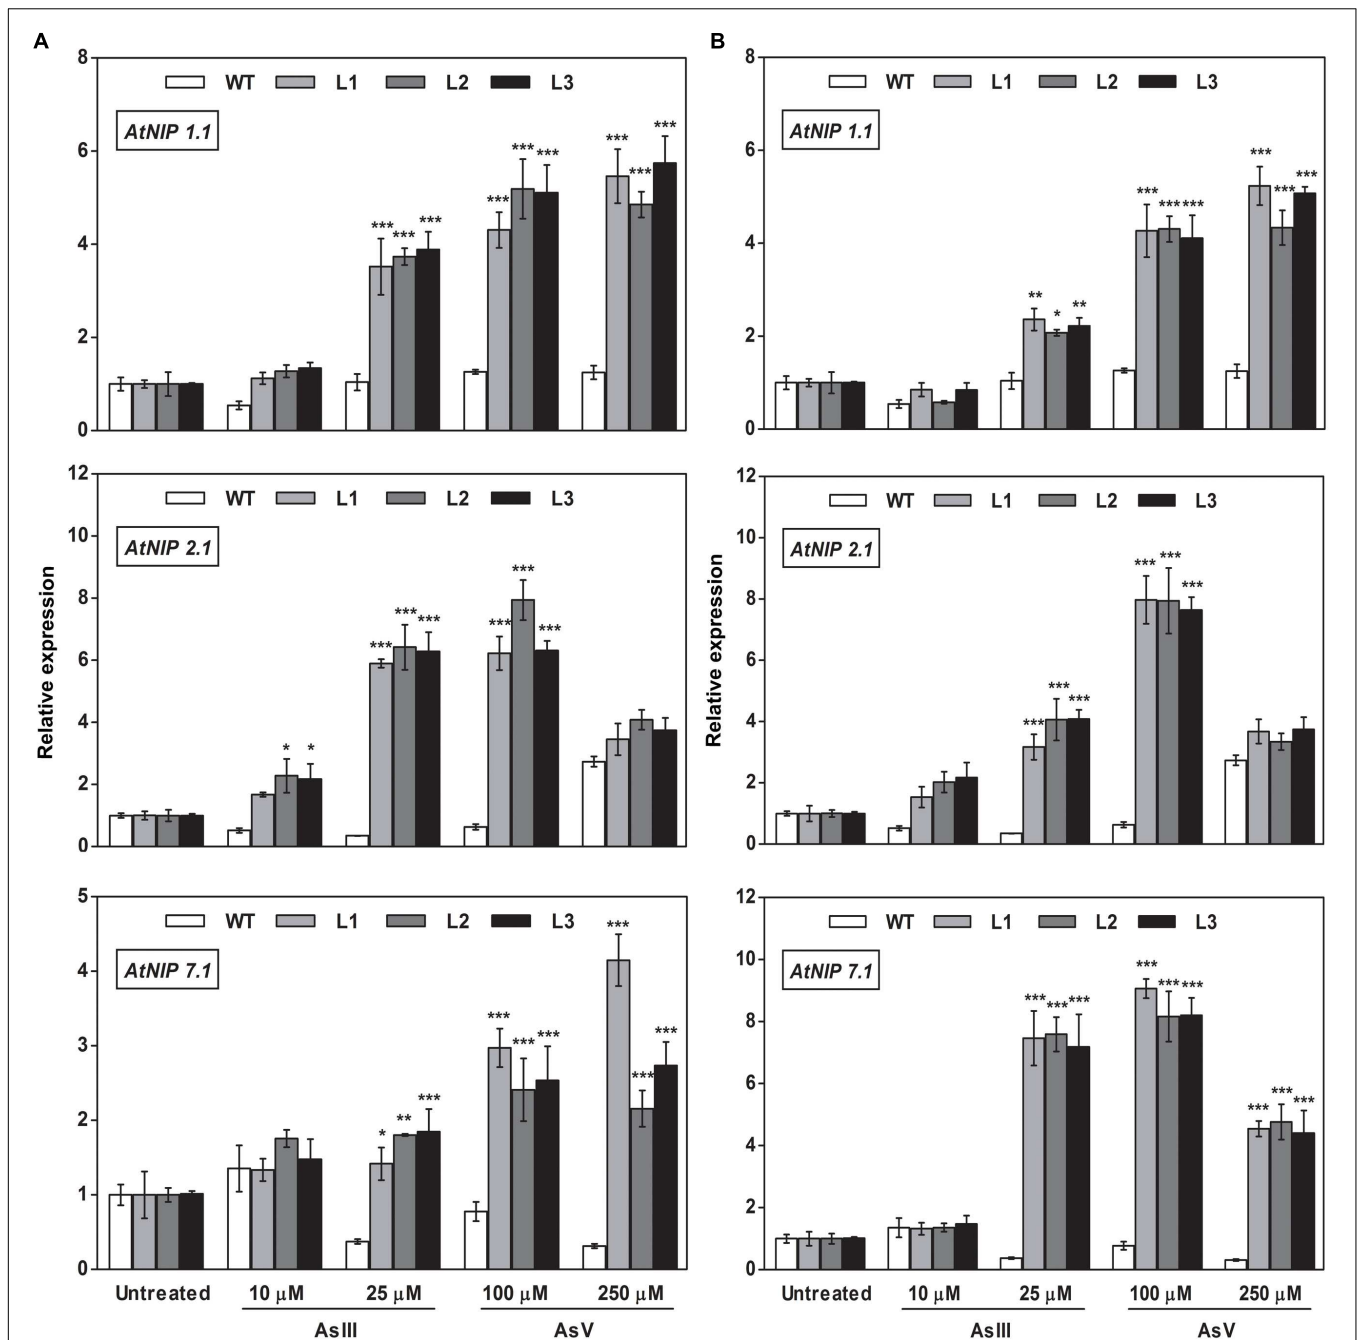 A
8
6
4
2
0
WT L1 L2 L3
AtNIP 1.1
*** *** ***
*** *** ***
*** *** ***
B
8
6
4
2
0
WT L1 L2 L3
AtNIP 1.1
** * **
*** *** ***
*** *** ***
Relative expression
12
10
8
6
4
2
0
WT L1 L2 L3
AtNIP 2.1
* *
*** *** ***
*** *** ***
Relative expression
12
10
8
6
4
2
0
WT L1 L2 L3
AtNIP 2.1
*** *** ***
*** *** ***
5
4
3
2
1
0
WT L1 L2 L3
AtNIP 7.1
* ** ***
*** *** ***
*** *** ***
Untreated 10 µM 25 µM 100 µM 250 µM
AsIII AsV
12
10
8
6
4
2
0
WT L1 L2 L3
AtNIP 7.1
*** *** ***
*** *** ***
*** *** ***
Untreated 10 µM 25 µM 100 µM 250 µM
AsIII AsV